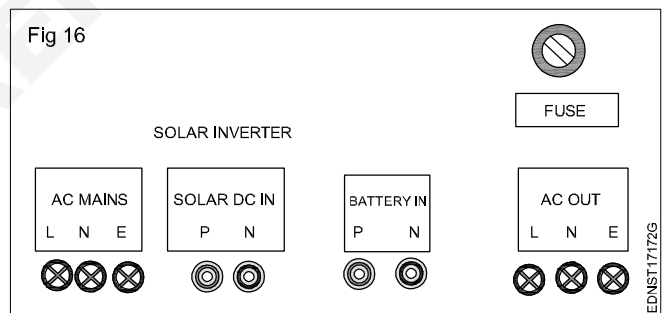 Fig 16
FUSE
SOLAR INVERTER
AC MAINS
L N E
SOLAR DC IN
P N
BATTERY IN
P N
AC OUT
L N E
EDNST17172G